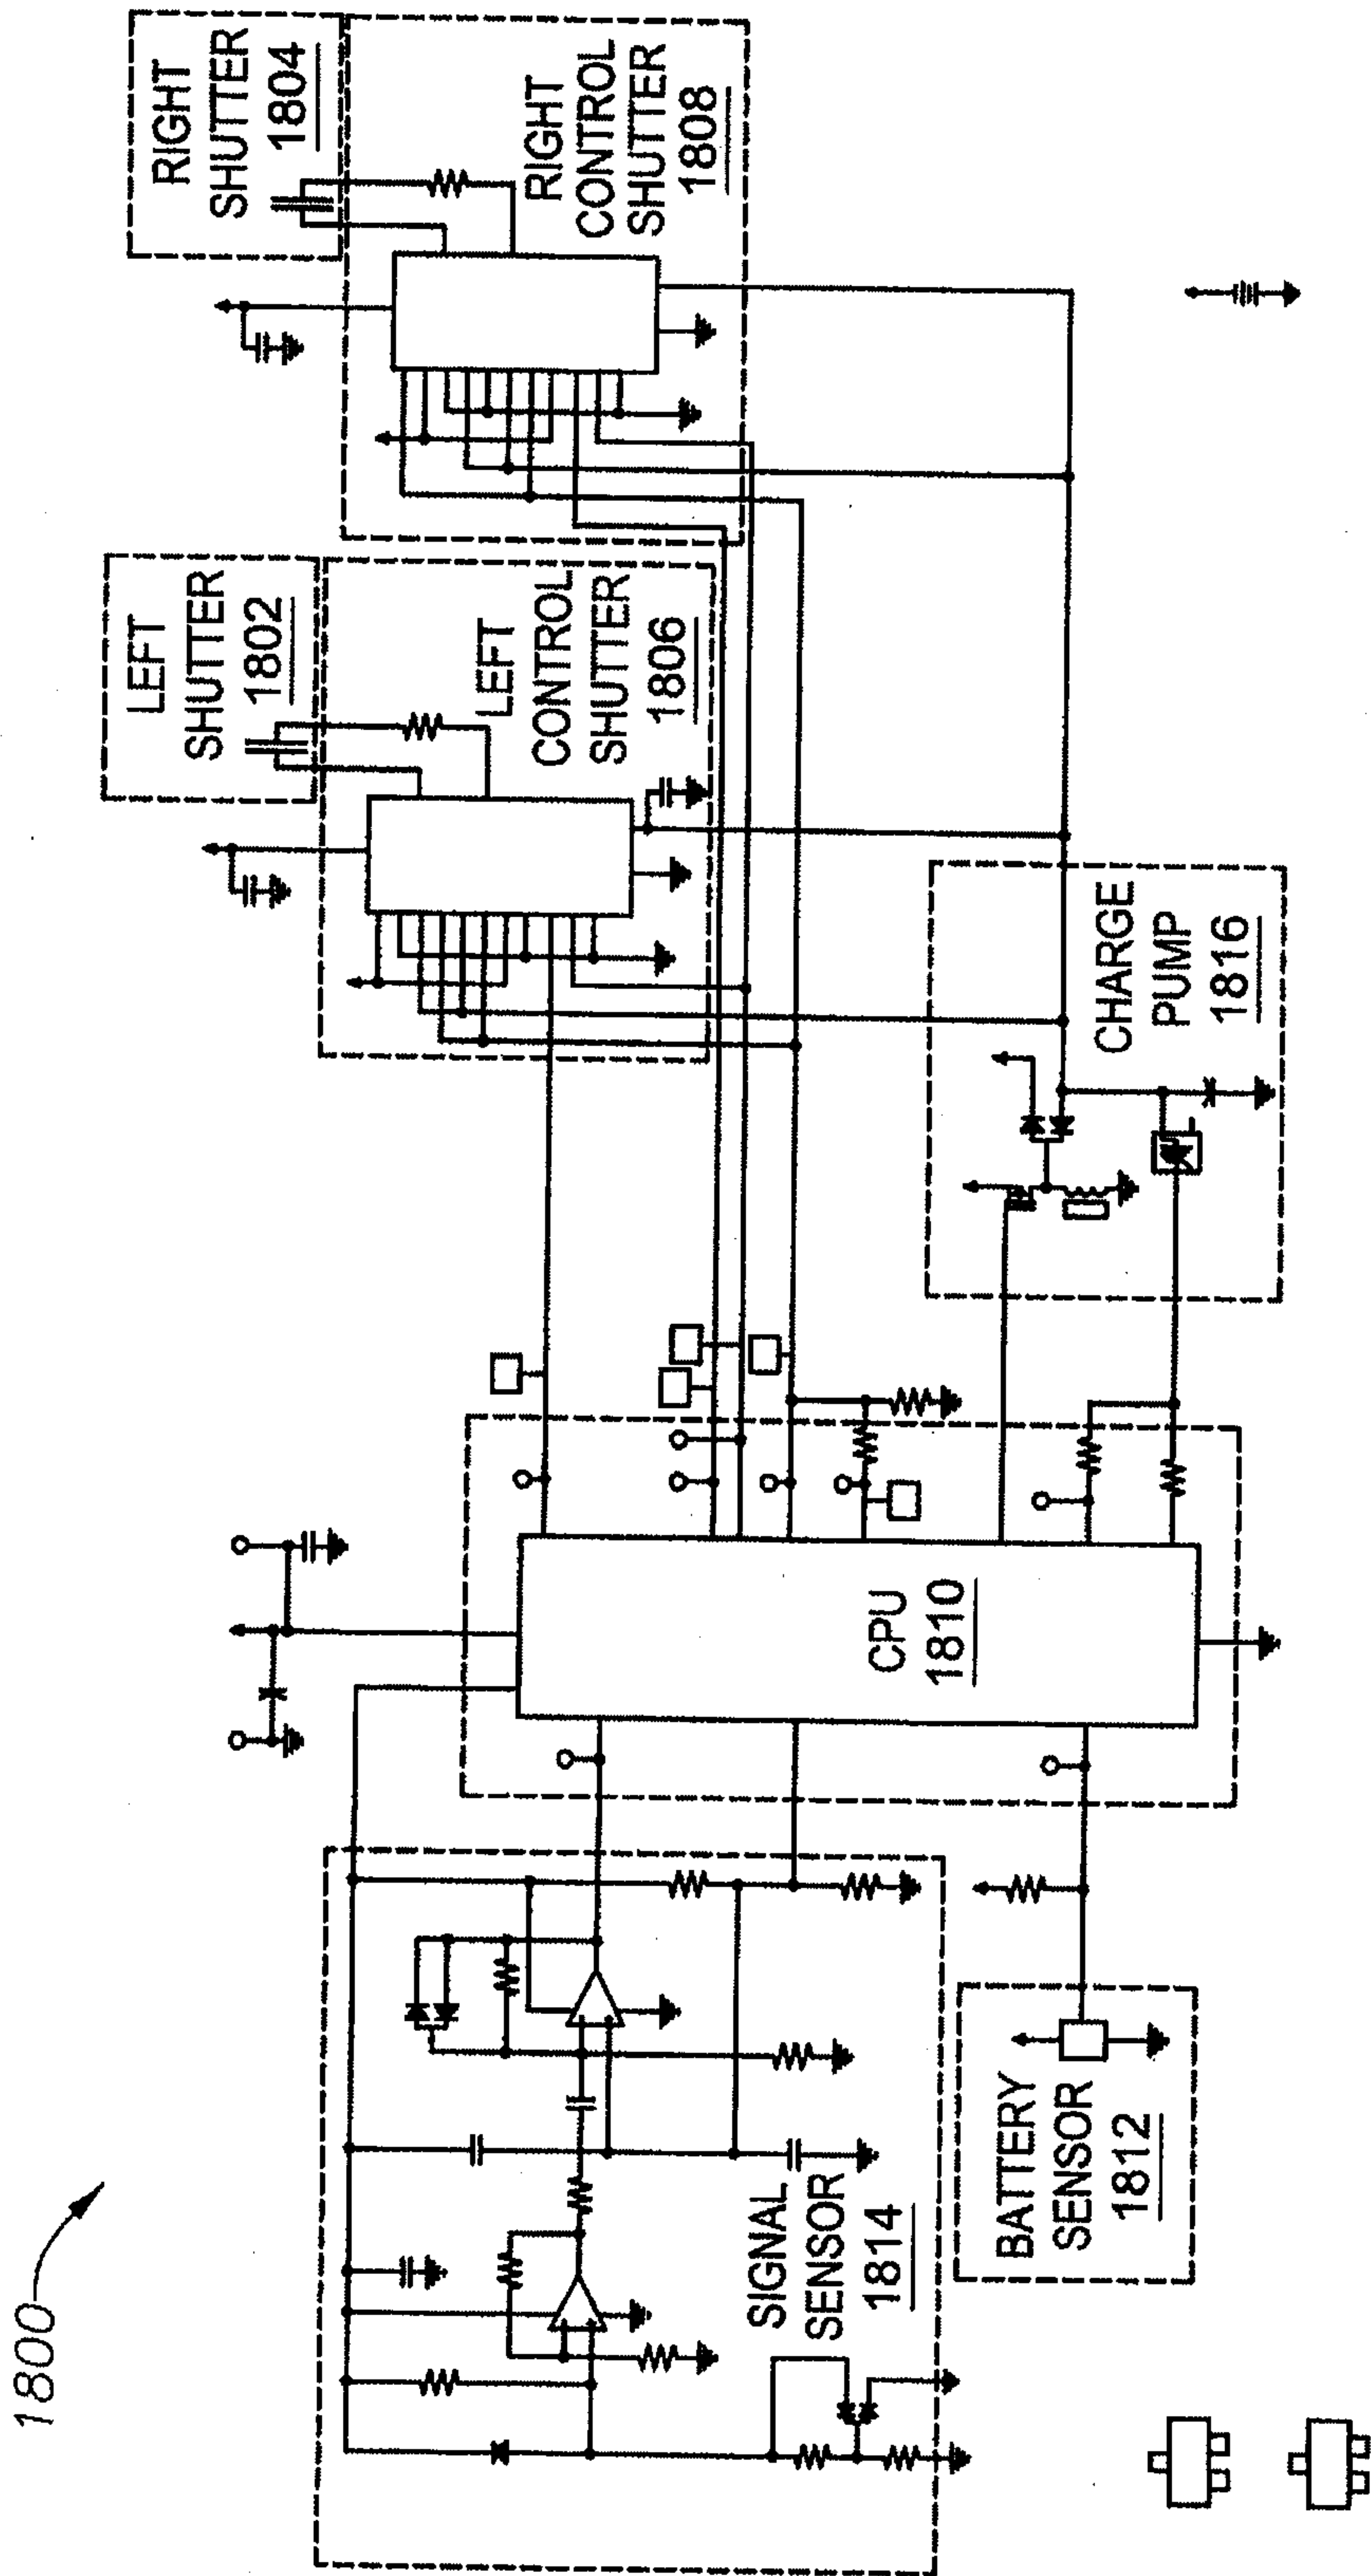 1800
LEFT
SHUTTER
1802
RIGHT
SHUTTER
1804
LEFT
CONTROL
SHUTTER
1806
RIGHT
CONTROL
SHUTTER
1808
CPU
1810
SIGNAL
SENSOR
1814
BATTERY
SENSOR
1812
CHARGE
PUMP
1816